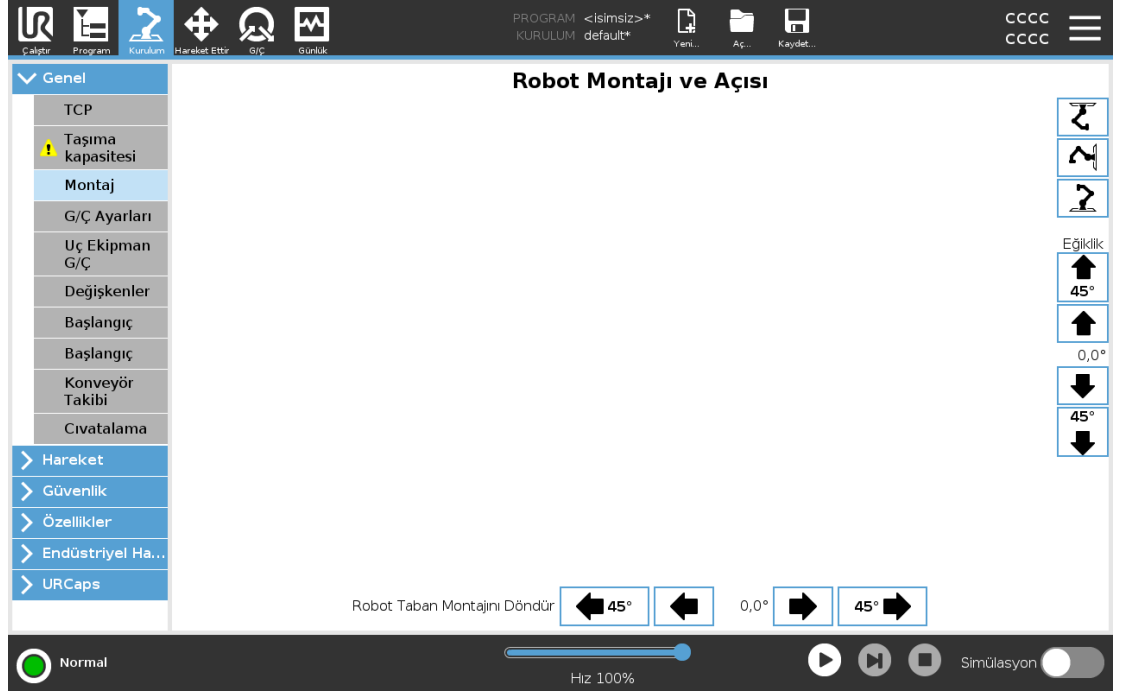 PROGRAM <isimsiz>*
KURULUM default*
cccc
cccc
Çalıştır
Program
Kurulum
Hareket Ettir
G/Ç
Günlük
Yeni...
Aç...
Kaydet...
Genel
TCP
Taşıma
kapasitesi
Montaj
G/Ç Ayarları
Uç Ekipman
G/Ç
Değişkenler
Başlangıç
Başlangıç
Konveyör
Takibi
Cıvatalama
Hareket
Güvenlik
Özellikler
Endüstriyel Ha...
URCaps
Robot Montajı ve Açısı
Eğiklik
45°
0,0°
45°
Robot Taban Montajını Döndür 45° 0,0° 45°
Normal
Hız 100%
Simülasyon